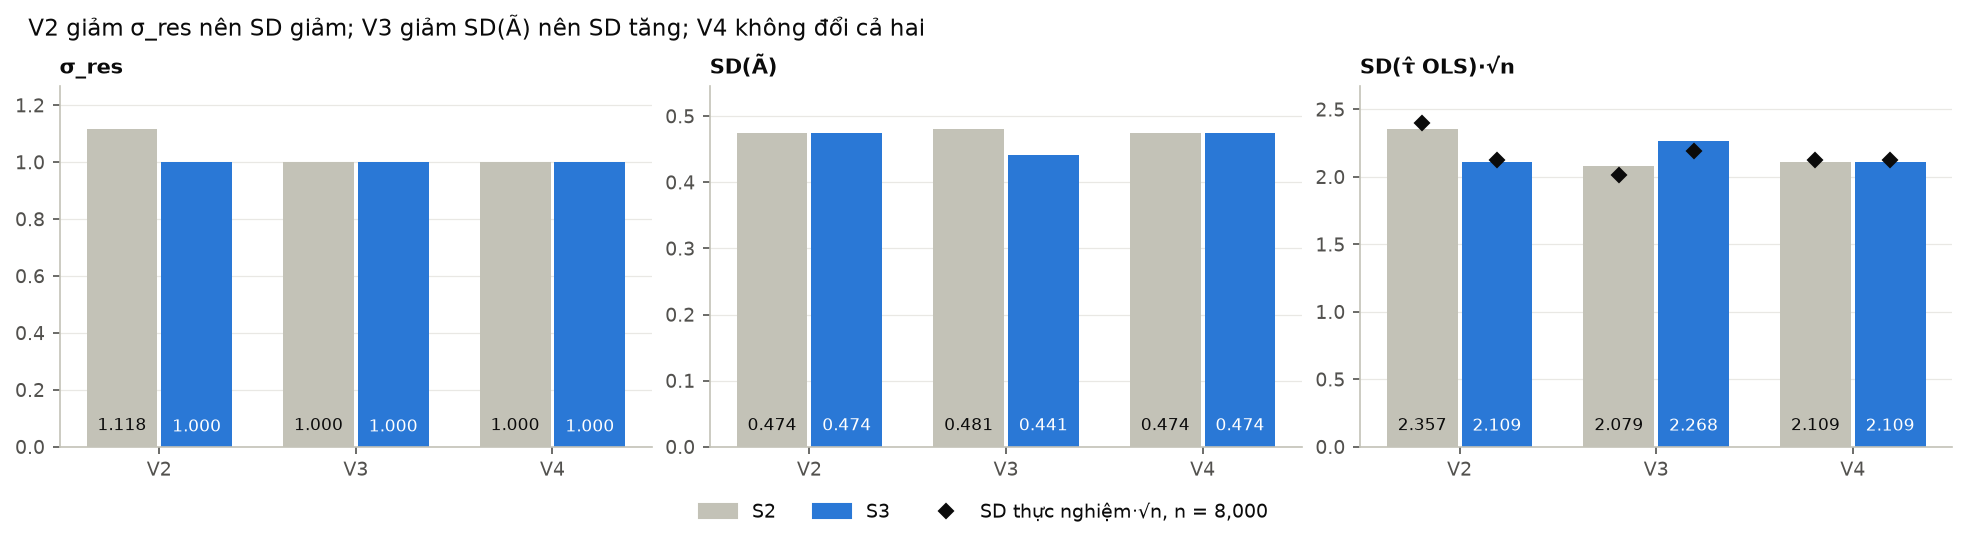 V2 giảm σ_res nên SD giảm; V3 giảm SD(Ã) nên SD tăng; V4 không đổi cả hai
σ_res
1.2
1.0
0.8
0.6
0.4
0.2
0.0
1.118
1.000
1.000
1.000
1.000
1.000
V2
V3
V4
SD(Ã)
0.5
0.4
0.3
0.2
0.1
0.0
0.474
0.474
0.481
0.441
0.474
0.474
V2
V3
V4
SD(τ̂ OLS)·√n
2.5
2.0
1.5
1.0
0.5
0.0
2.357
2.109
2.079
2.268
2.109
2.109
V2
V3
V4
S2
S3
SD thực nghiệm·√n, n = 8,000